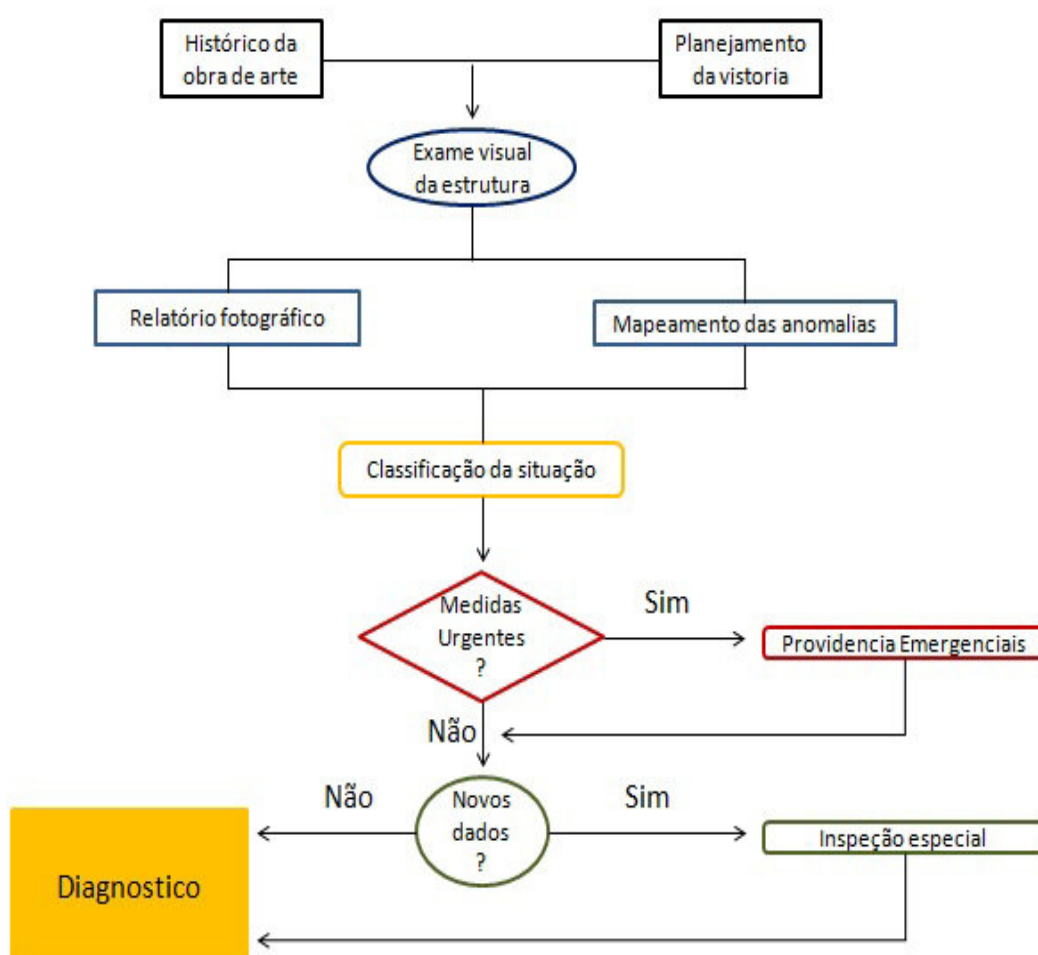 Histórico da
obra de arte
Planejamento
da vistoria
Exame visual
da estrutura
Relatório fotográfico
Mapeamento das anomalias
Classificação da situação
Medidas
Urgentes
?
Sim
Providencia Emergenciais
Não
Não
Novos
dados
?
Sim
Inspeção especial
Diagnostico